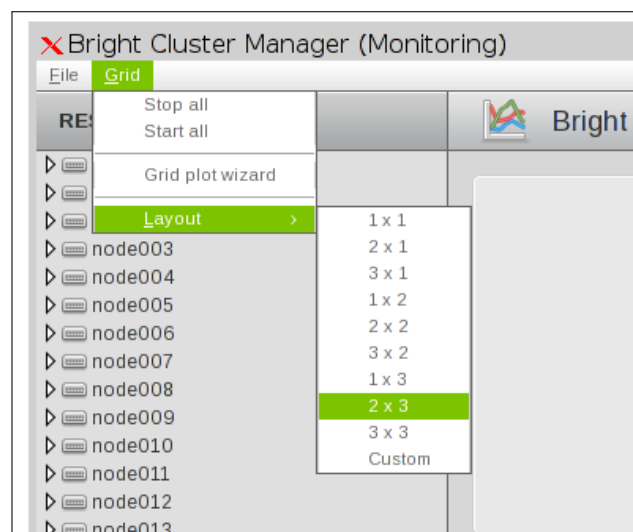 Bright Cluster Manager (Monitoring)
File Grid
RE
Bright
Stop all
Start all
Grid plot wizard
Layout >
1 x 1
2 x 1
3 x 1
1 x 2
2 x 2
3 x 2
1 x 3
2 x 3
3 x 3
Custom
node003
node004
node005
node006
node007
node008
node009
node010
node011
node012
node013